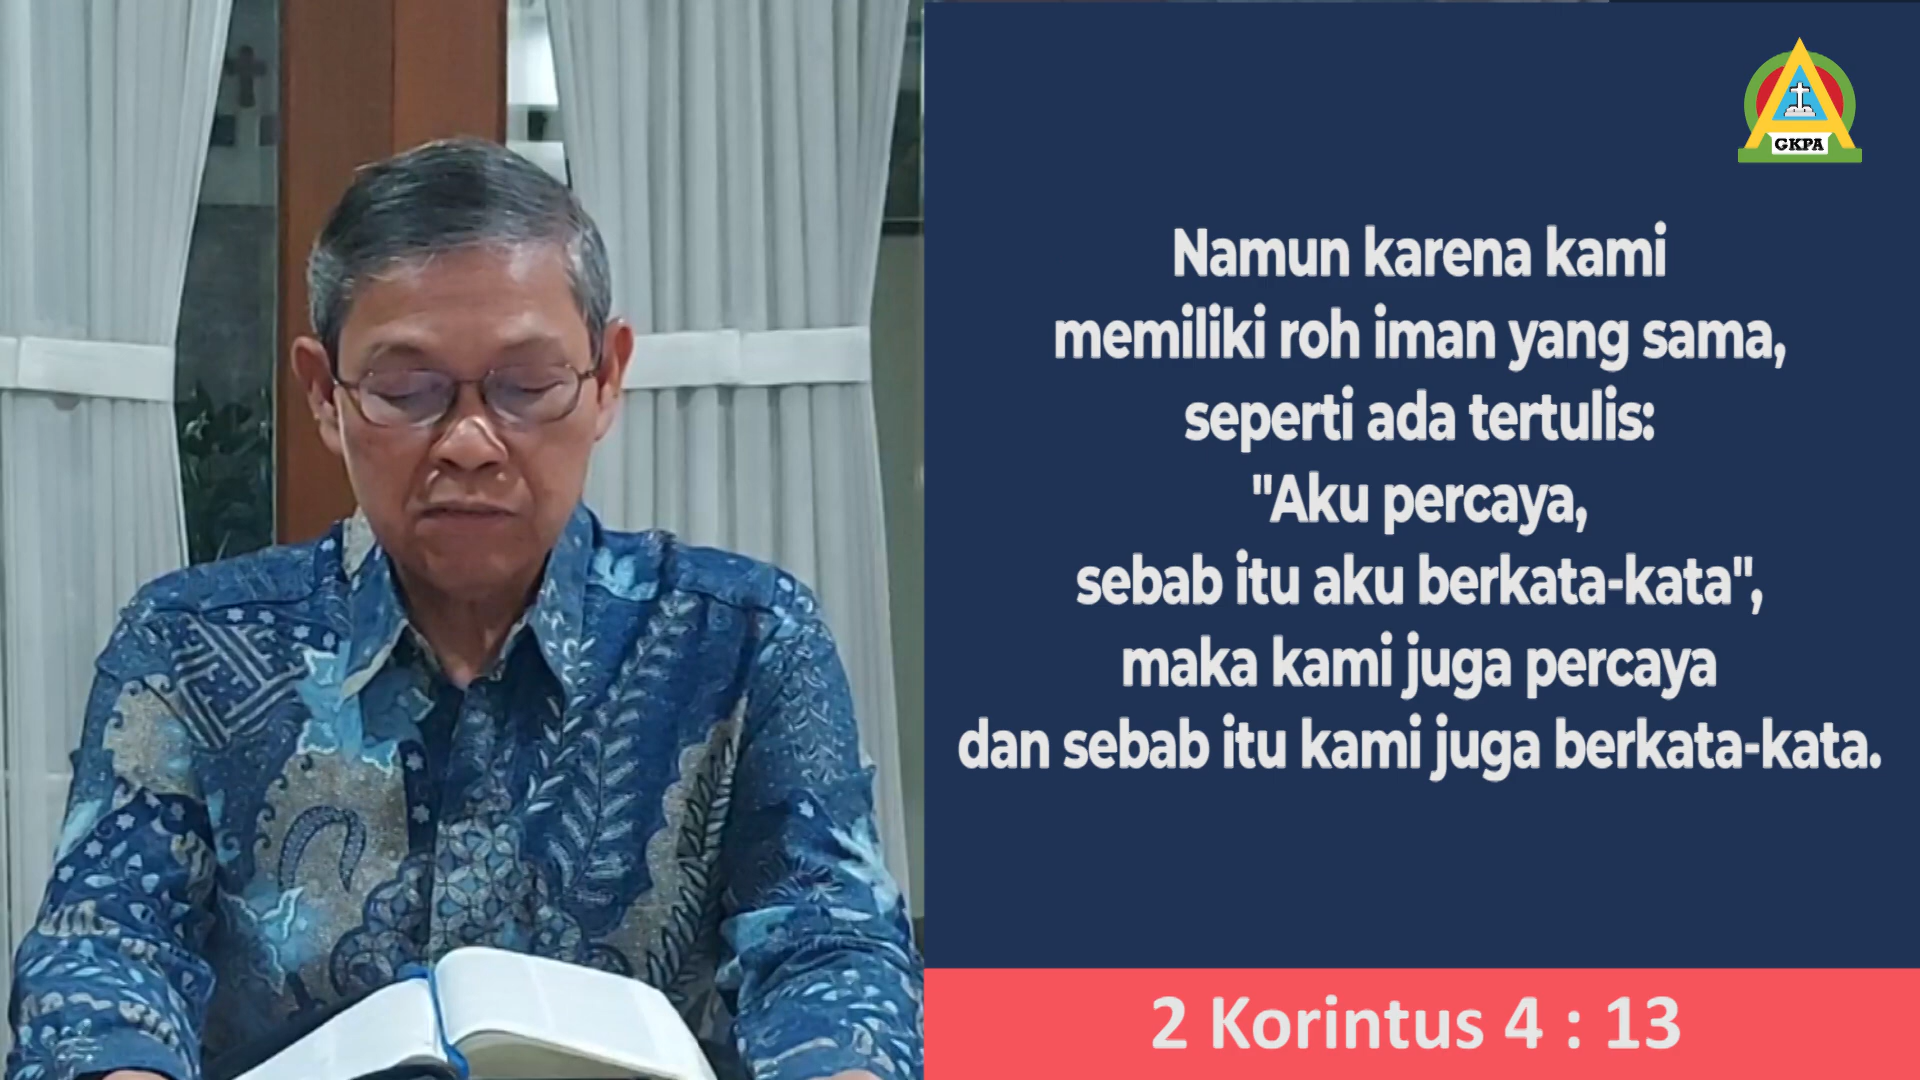 GKPA
Namun karena kami
memiliki roh iman yang sama,
seperti ada tertulis:
"Aku percaya,
sebab itu aku berkata-kata",
maka kami juga percaya
dan sebab itu kami juga berkata-kata.
2 Korintus 4 : 13